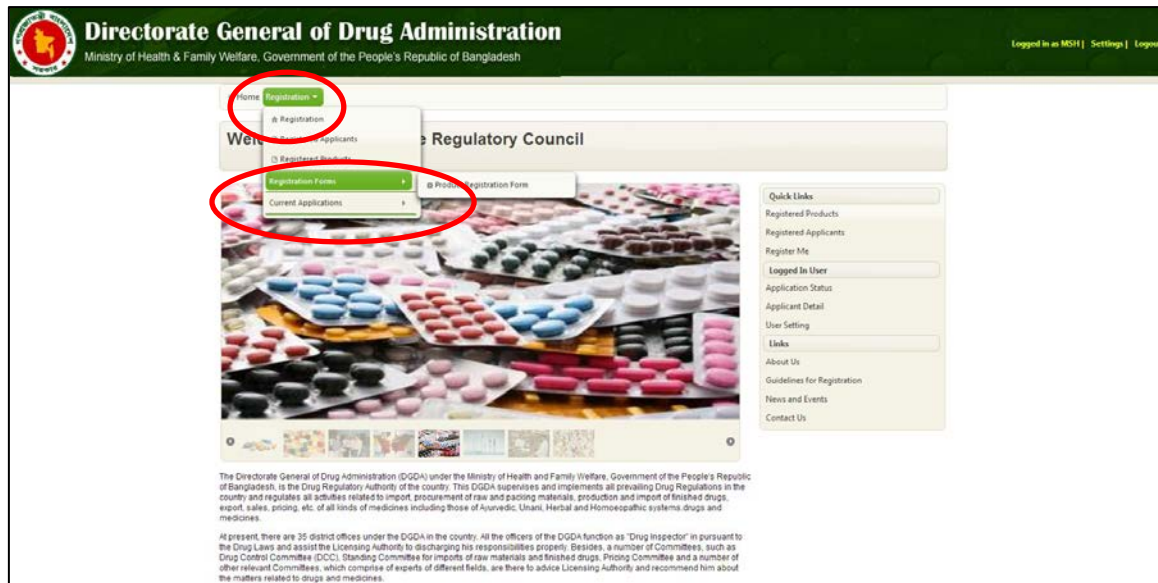 Directorate General of Drug Administration
Ministry of Health & Family Welfare, Government of the People's Republic of Bangladesh
Logged in as MSH | Settings | Logou
Home Registration
Registration
Applicants
Registered Products
Registration Forms
Product Registration Form
Current Applications
Wel e Regulatory Council
Quick Links
Registered Products
Registered Applicants
Register Me
Logged In User
Application Status
Applicant Detail
User Setting
Links
About Us
Guidelines for Registration
News and Events
Contact Us
The Directorate General of Drug Administration (DGDA) under the Ministry of Health and Family Welfare, Government of the People's Republic
of Bangladesh, is the Drug Regulatory Authority of the country. This DGDA supervises and implements all prevailing Drug Regulations in the
country and regulates all activities related to import, procurement of raw and packing materials, production and import of finished drugs,
export, sales, pricing, etc. of all kinds of medicines including those of Ayurvedic, Unani, Herbal and Homoeopathic systems.drugs and
medicines.
At present, there are 35 district offices under the DGDA in the country. All the officers of the DGDA function as "Drug Inspector" in pursuant to
the Drug Laws and assist the Licensing Authority to discharging his responsibilities properly. Besides, a number of Committees, such as
Drug Control Committee (DCC), Standing Committee for imports of raw materials and finished drugs, Pricing Committee and a number of
other relevant Committees, which comprise of experts of different fields, are there to advice Licensing Authority and recommend him about
the matters related to drugs and medicines.